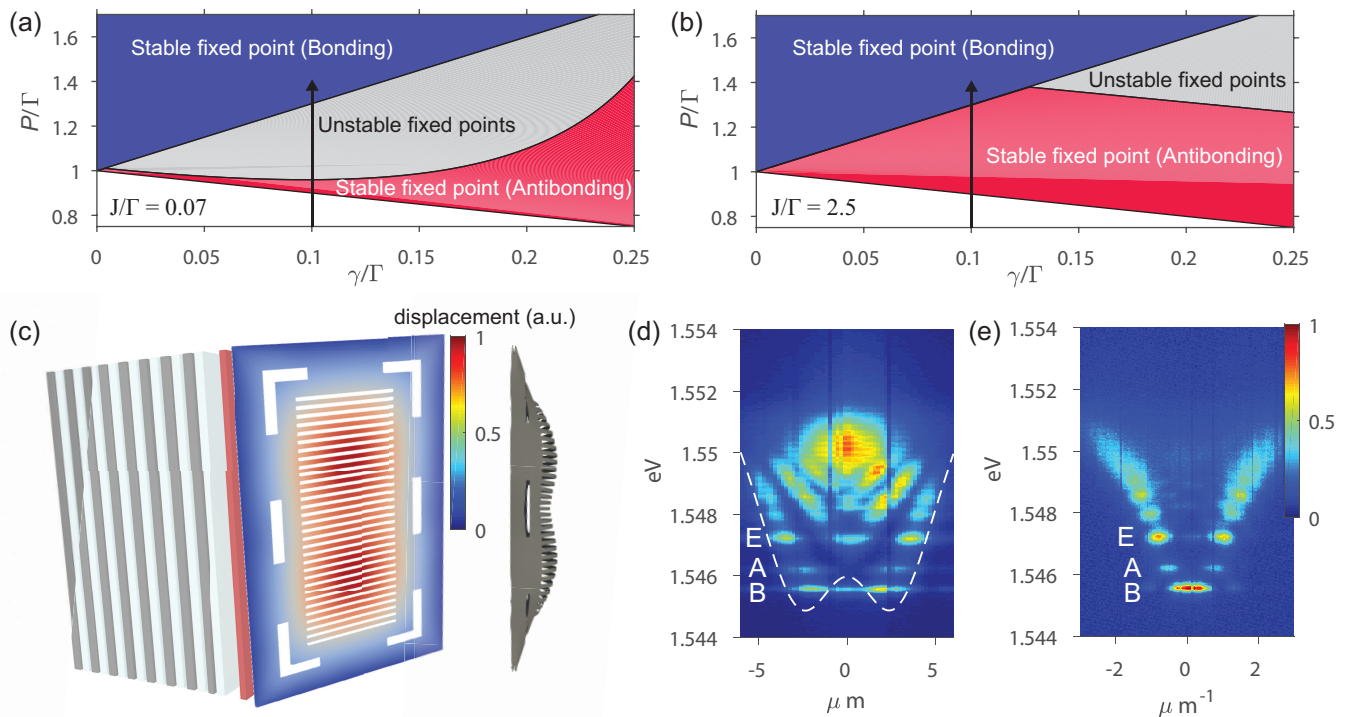 (a)
1.6
1.4
1.2
1
0.8
P/Γ
Stable fixed point (Bonding)
Unstable fixed points
Stable fixed point (Antibonding)
J/Γ = 0.07
0
0.05
0.1
0.15
0.2
0.25
γ/Γ
(b)
1.6
1.4
1.2
1
0.8
P/Γ
Stable fixed point (Bonding)
Unstable fixed points
Stable fixed point (Antibonding)
J/Γ = 2.5
0
0.05
0.1
0.15
0.2
0.25
γ/Γ
(c)
displacement (a.u.)
1
0.5
0
(d)
1.554
1.552
1.55
1.548
1.546
1.544
eV
E
A
B
-5
0
5
μ m
(e)
1.554
1.552
1.55
1.548
1.546
1.544
eV
E
A
B
-2
0
2
μ m⁻¹
1
0.5
0